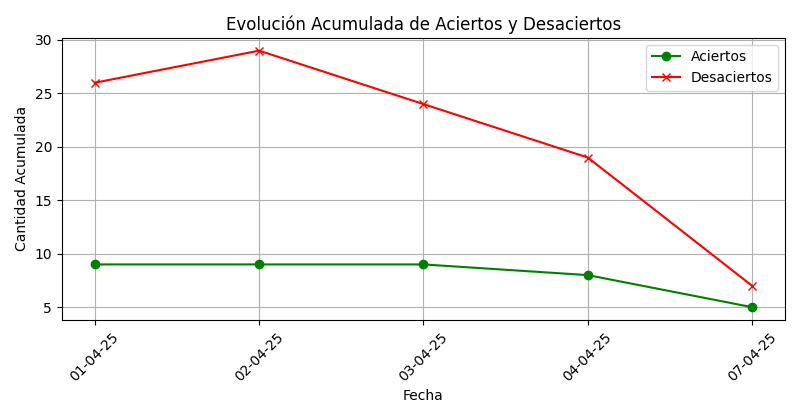 Evolución Acumulada de Aciertos y Desaciertos
Aciertos
Desaciertos
Cantidad Acumulada
30
25
20
15
10
5
01-04-25
02-04-25
03-04-25
04-04-25
07-04-25
Fecha